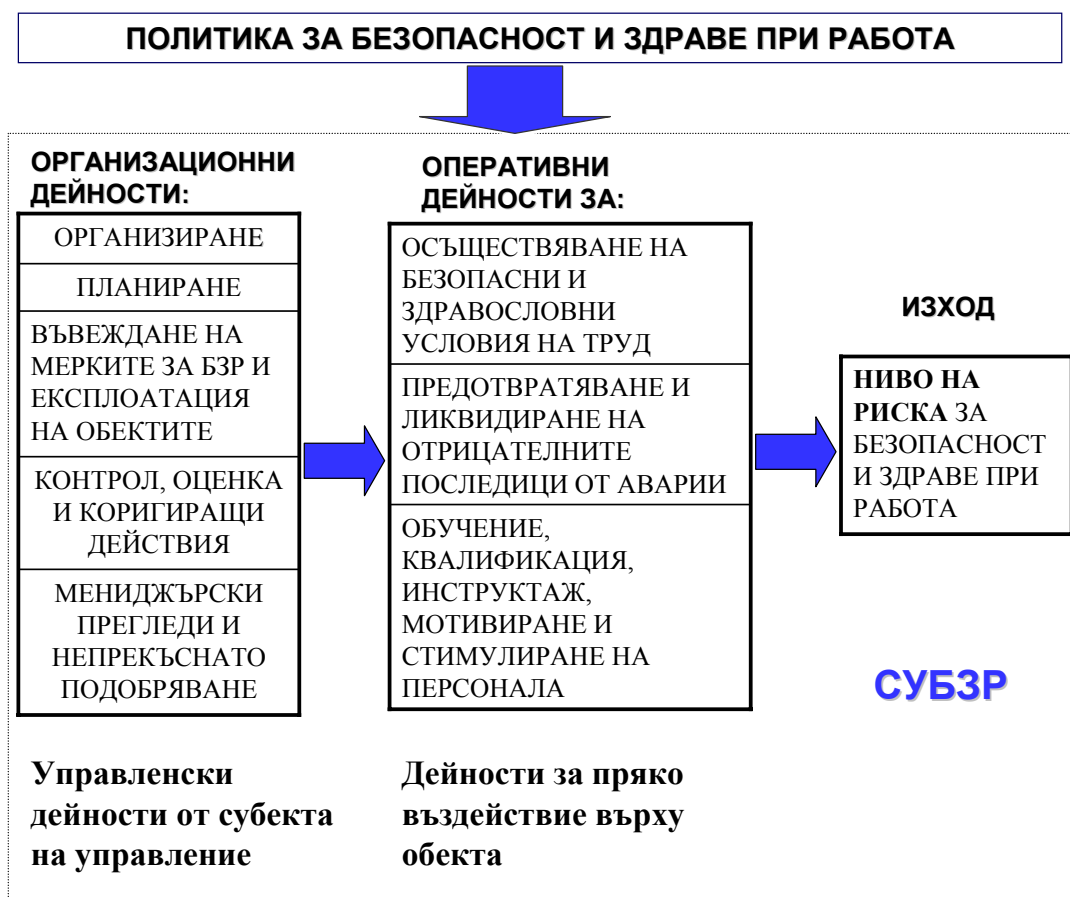 ПОЛИТИКА ЗА БЕЗОПАСНОСТ И ЗДРАВЕ ПРИ РАБОТА
ОРГАНИЗАЦИОННИ
ДЕЙНОСТИ:
ОРГАНИЗИРАНЕ
ПЛАНИРАНЕ
ВЪВЕЖДАНЕ НА
МЕРКИТЕ ЗА БЗР И
ЕКСПЛОАТАЦИЯ
НА ОБЕКТИТЕ
КОНТРОЛ, ОЦЕНКА
И КОРИГИРАЩИ
ДЕЙСТВИЯ
МЕНИДЖЪРСКИ
ПРЕГЛЕДИ И
НЕПРЕКЪСНАТО
ПОДОБРЯВАНЕ
Управленски
дейности от субекта
на управление
ОПЕРАТИВНИ
ДЕЙНОСТИ ЗА:
ОСЪЩЕСТВЯВАНЕ НА
БЕЗОПАСНИ И
ЗДРАВОСЛОВНИ
УСЛОВИЯ НА ТРУД
ПРЕДОТВРАТЯВАНЕ И
ЛИКВИДИРАНЕ НА
ОТРИЦАТЕЛНИТЕ
ПОСЛЕДИЦИ ОТ АВАРИИ
ОБУЧЕНИЕ,
КВАЛИФИКАЦИЯ,
ИНСТРУКТАЖ,
МОТИВИРАНЕ И
СТИМУЛИРАНЕ НА
ПЕРСОНАЛА
Дейности за пряко
въздействие върху
обекта
ИЗХОД
НИВО НА
РИСКА ЗА
БЕЗОПАСНОСТ
И ЗДРАВЕ ПРИ
РАБОТА
СУБЗР